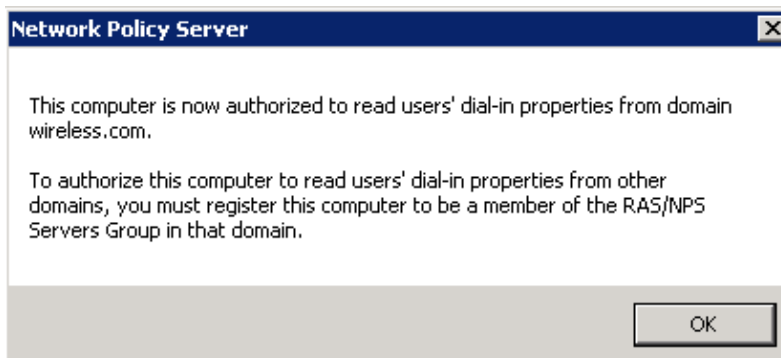 Network Policy Server
This computer is now authorized to read users' dial-in properties from domain
wireless.com.
To authorize this computer to read users' dial-in properties from other
domains, you must register this computer to be a member of the RAS/NPS
Servers Group in that domain.
OK